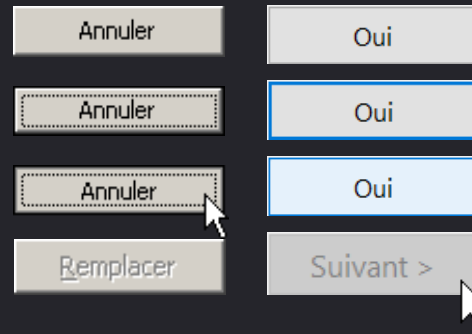 Annuler
Oui
Annuler
Oui
Annuler
Oui
Remplacer
Suivant >